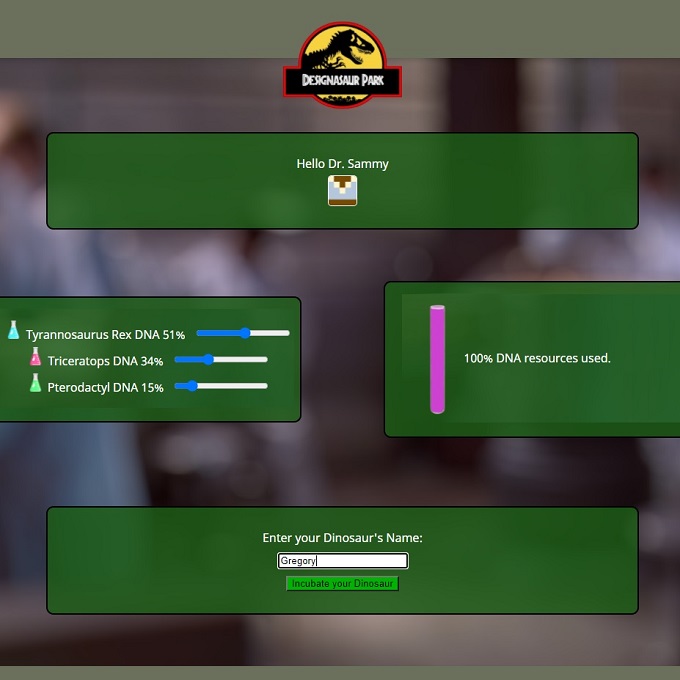 Designasaur Park
Hello Dr. Sammy
Tyrannosaurus Rex DNA 51%
Triceratops DNA 34%
Pterodactyl DNA 15%
100% DNA resources used.
Enter your Dinosaur's Name:
Gregory
Incubate your Dinosaur